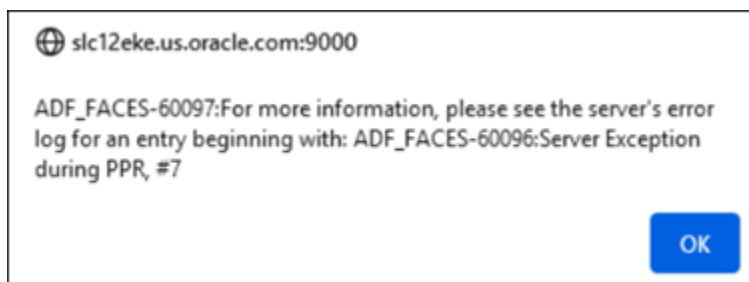 slc12eke.us.oracle.com:9000
ADF_FACES-60097:For more information, please see the server's error
log for an entry beginning with: ADF_FACES-60096:Server Exception
during PPR, #7
OK